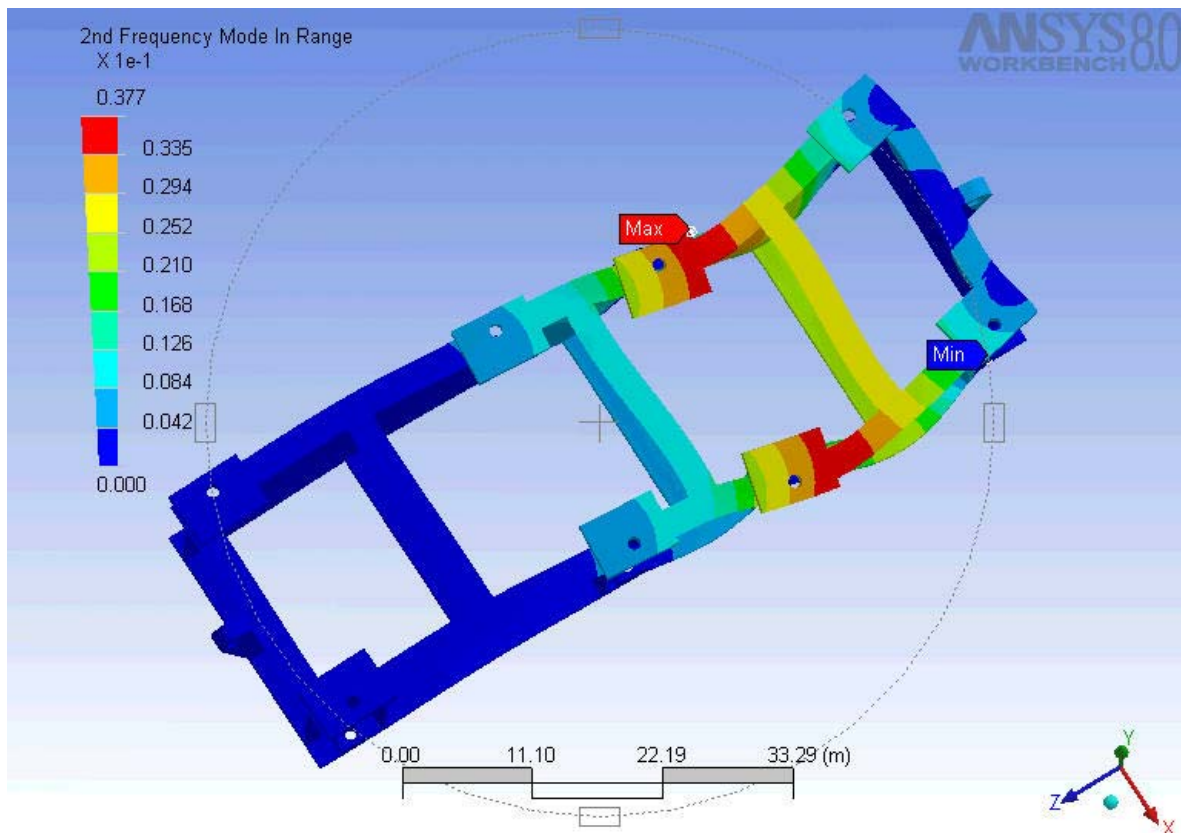 2nd Frequency Mode In Range
X 1e-1
0.377
0.335
0.294
0.252
0.210
0.168
0.126
0.084
0.042
0.000
ANSYS 8.0
WORKBENCH
Max
Min
0.00 11.10 22.19 33.29 (m)
Y
Z
X